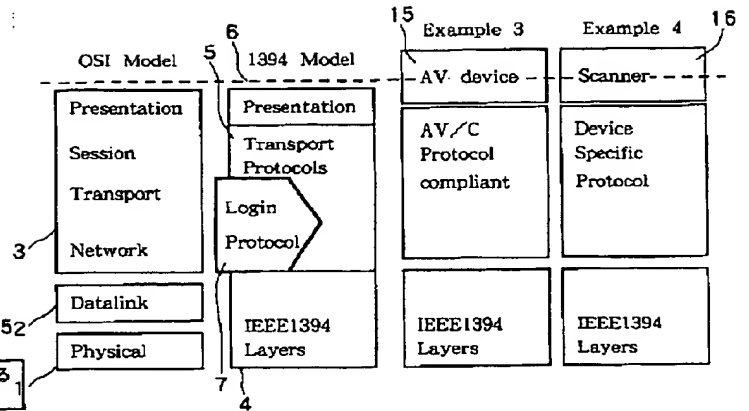 OSI Model
1394 Model
Example 3
Example 4
15
16
6
5
AV device
Scanner
Presentation
Session
Transport
Network
3
Presentation
Transport
Protocols
Login
Protocol
7
AV/C
Protocol
compliant
Device
Specific
Protocol
Datalink
52
Physical
3
1
IEEE1394
Layers
4
IEEE1394
Layers
IEEE1394
Layers